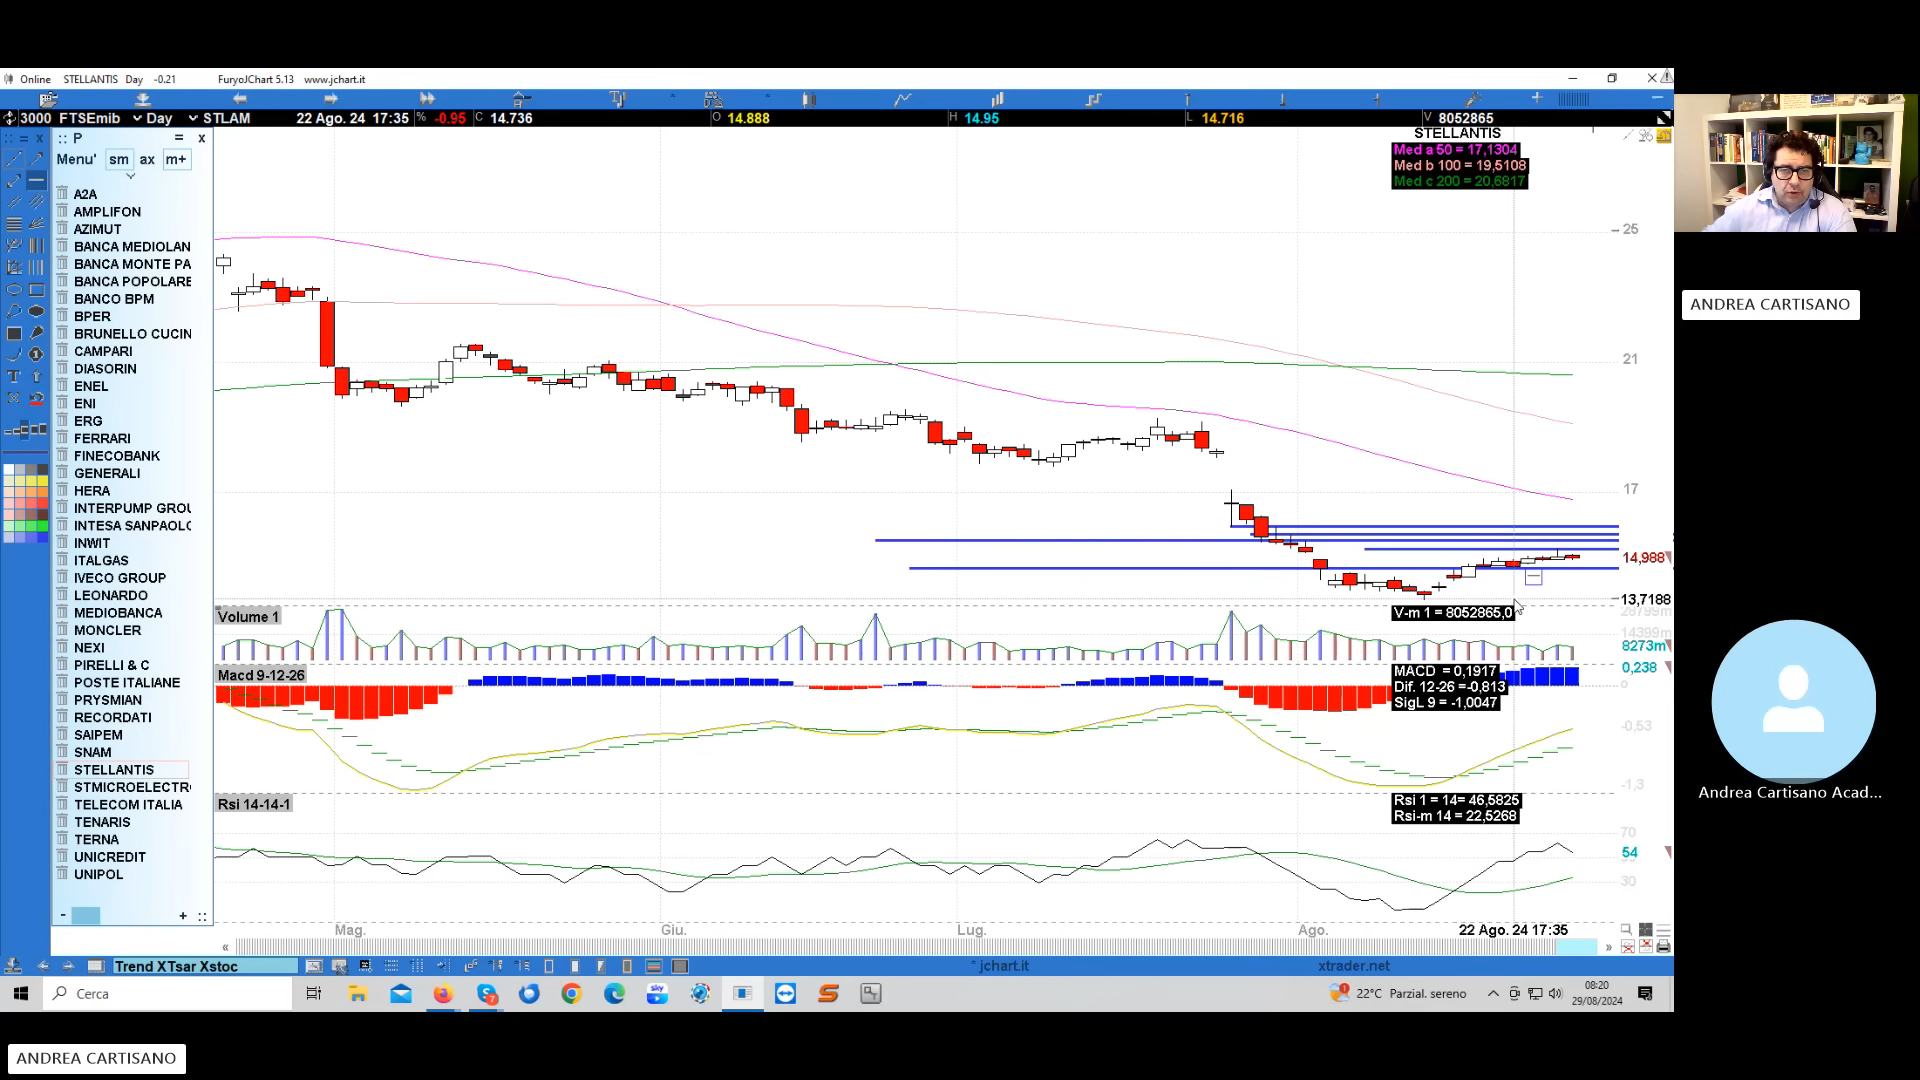 Online STELLANTIS Day -0.21 FuryoJChart 5.13 www.jchart.it
3000 FTSEmib Day STLAM 22 Ago. 24 17:35 % -0.95 C 14.736 O 14.888 H 14.95 L 14.716 V 8052865
P = x
Menu' sm ax m+
A2A
AMPLIFON
AZIMUT
BANCA MEDIOLAN
BANCA MONTE PA
BANCA POPOLARE
BANCO BPM
BPER
BRUNELLO CUCIN
CAMPARI
DIASORIN
ENEL
ENI
ERG
FERRARI
FINECOBANK
GENERALI
HERA
INTERPUMP GROU
INTESA SANPAOLO
INWIT
ITALGAS
IVECO GROUP
LEONARDO
MEDIOBANCA
MONCLER
NEXI
PIRELLI & C
POSTE ITALIANE
PRYSMIAN
RECORDATI
SAIPEM
SNAM
STELLANTIS
STMICROELECTR
TELECOM ITALIA
TENARIS
TERNA
UNICREDIT
UNIPOL
- +
STELLANTIS
Med a 50 = 17,1304
Med b 100 = 19,5108
Med c 200 = 20,6817
25
21
17
14,988
13,7188
Volume 1
V-m 1 = 8052865,0
14399m
8273m
Macd 9-12-26
MACD = 0,1917
Dif. 12-26 =-0,813
SigL 9 = -1,0047
0,238
0
-0,53
-1,3
Rsi 14-14-1
Rsi 1 = 14= 46,5825
Rsi-m 14 = 22,5268
70
54
30
Mag. Giu. Lug. Ago. 22 Ago. 24 17:35
« »
Trend XTsar Xstoc
* jchart.it
xtrader.net
Cerca
sky
22°C Parzial. sereno
08:20
29/08/2024
ANDREA CARTISANO
Andrea Cartisano Acad...
ANDREA CARTISANO